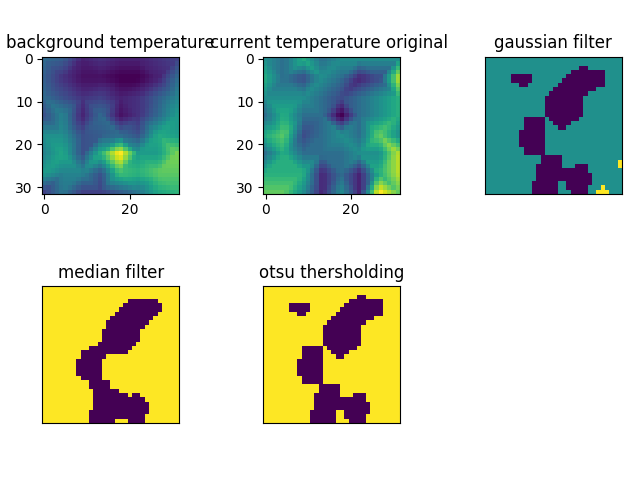 background temperature
current temperature original
gaussian filter
0
10
20
30
0
20
0
10
20
30
0
20
median filter
otsu thersholding